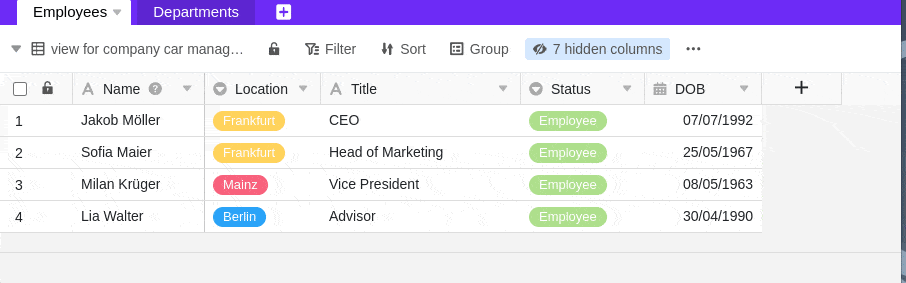 Employees Departments
view for company car manag... Filter Sort Group 7 hidden columns
Name Location Title Status DOB
1 Jakob Möller Frankfurt CEO Employee 07/07/1992
2 Sofia Maier Frankfurt Head of Marketing Employee 25/05/1967
3 Milan Krüger Mainz Vice President Employee 08/05/1963
4 Lia Walter Berlin Advisor Employee 30/04/1990